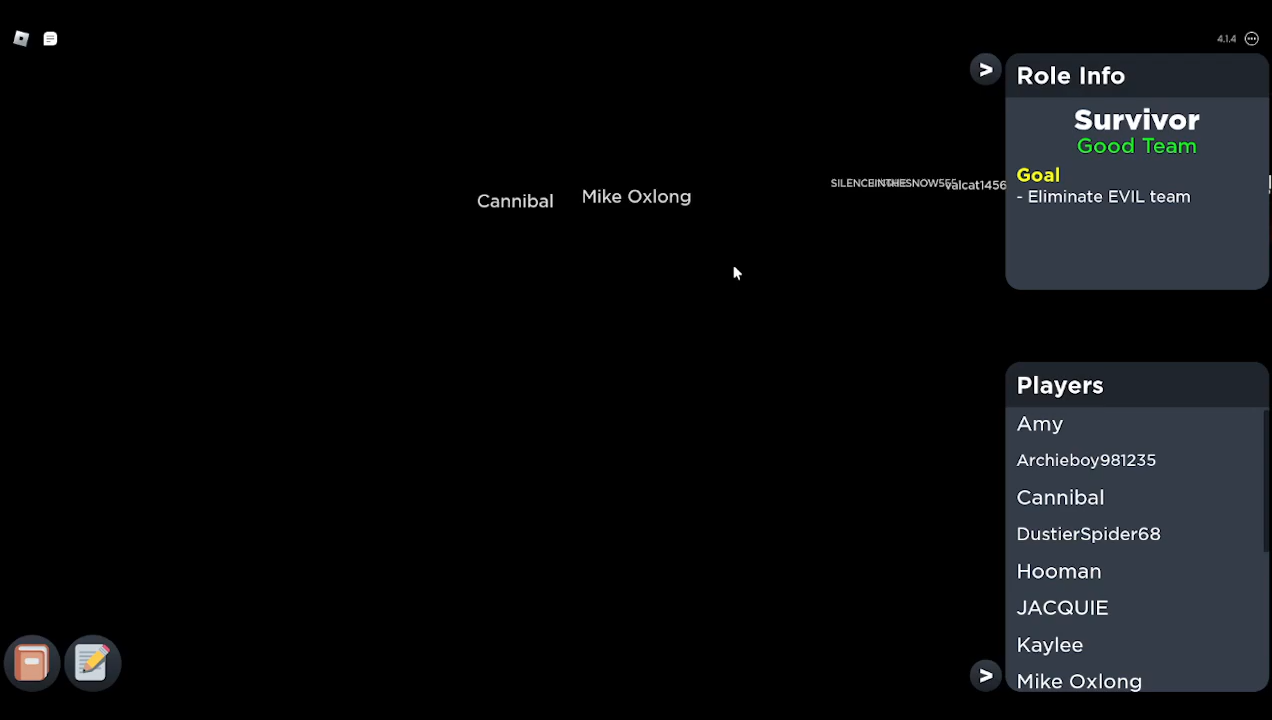 4.1.4
>
Role Info
Survivor
Good Team
Goal
- Eliminate EVIL team
Cannibal
Mike Oxlong
valcat1456
Players
Amy
Archieboy981235
Cannibal
DustierSpider68
Hooman
JACQUIE
Kaylee
Mike Oxlong
>